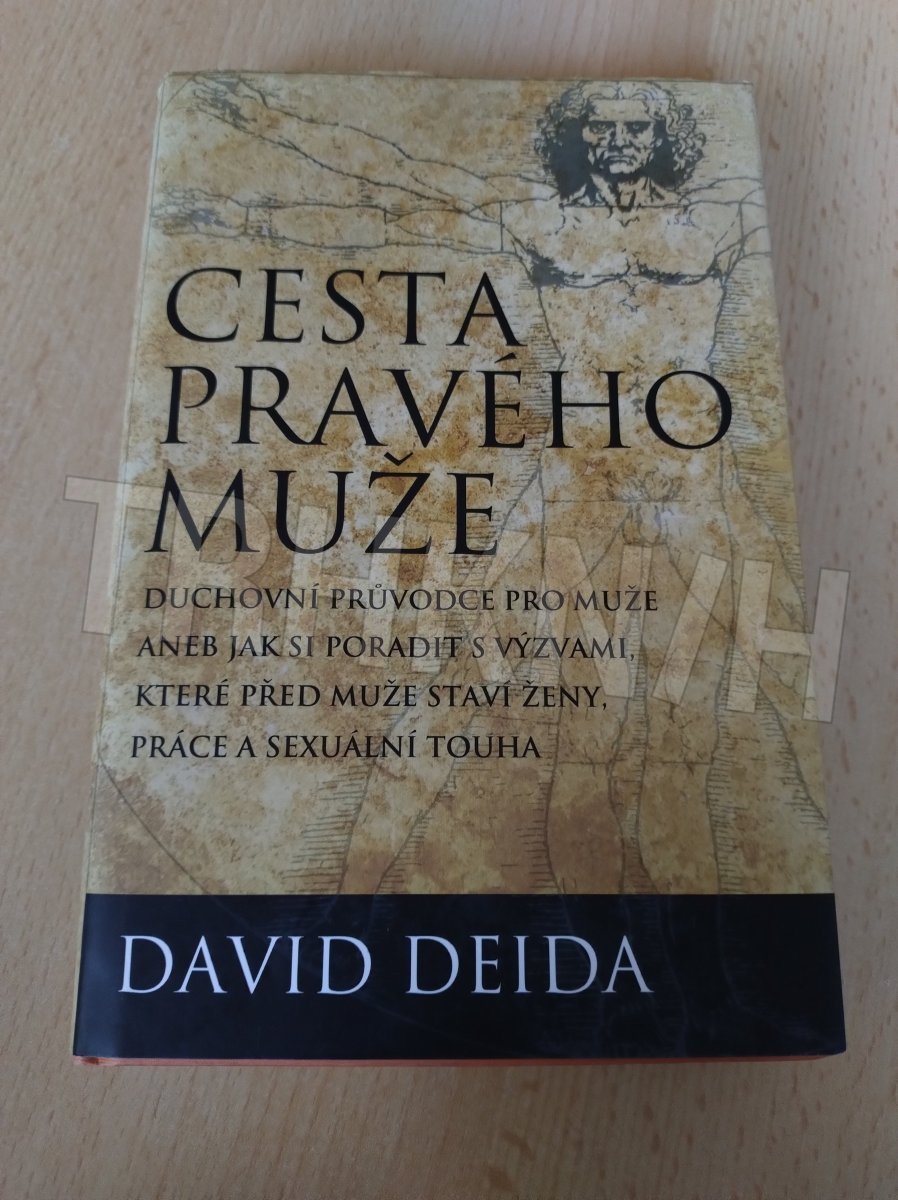 CESTA
PRAVÉHO
MUŽE
DUCHOVNÍ PRŮVODCE PRO MUŽE
ANEB JAK SI PORADIT S VÝZVAMI,
KTERÉ PŘED MUŽE STAVÍ ŽENY,
PRÁCE A SEXUÁLNÍ TOUHA
DAVID DEIDA
TRHKNIH